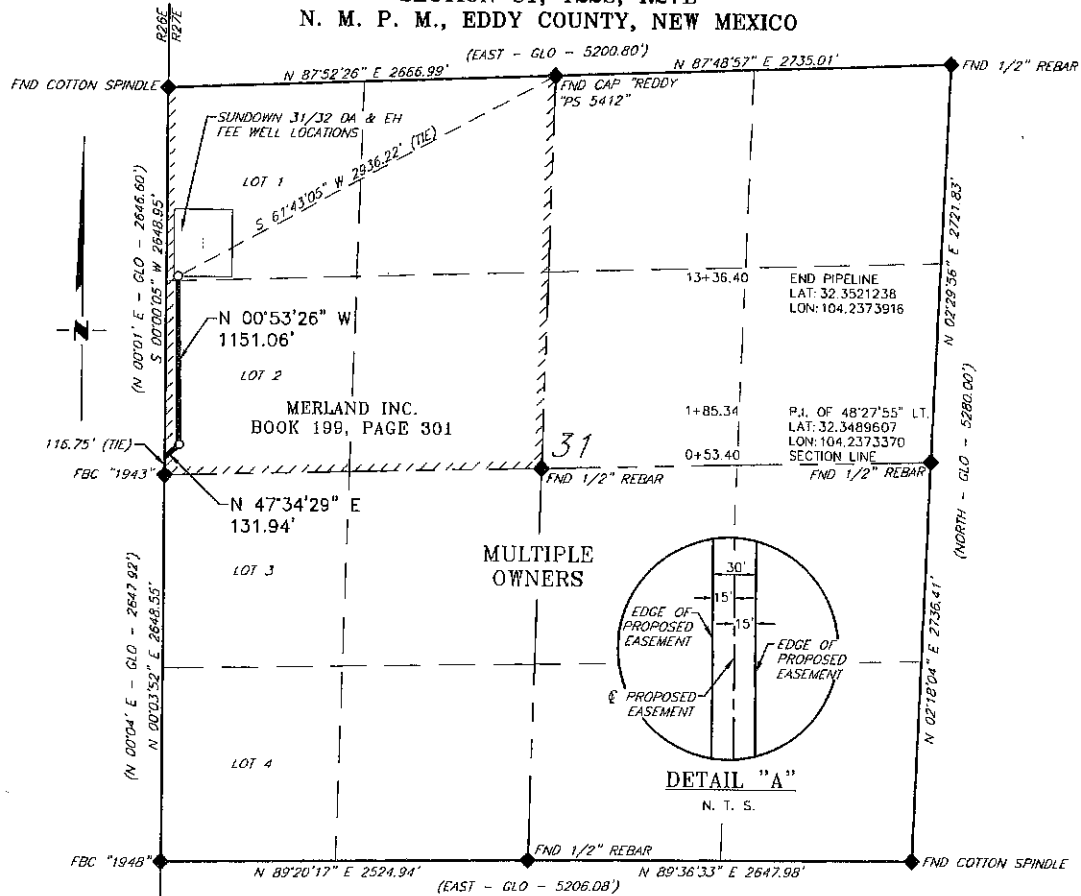 N. M. P. M., EDDY COUNTY, NEW MEXICO
R26E
R27E
(EAST - GLO - 5200.80')
N 87°52'26" E 2666.99'
N 87°48'57" E 2735.01'
FND COTTON SPINDLE
FND CAP "REDDY
"PS 5412"
FND 1/2" REBAR
SUNDOWN 31/32 DA & EH
FEE WELL LOCATIONS
LOT 1
S 61°43'05" W 2936.22' (TIE)
(N 00°01' E - GLO - 2646.60')
S 00°00'05" W 2648.95'
N 02°29'56" E 2721.83'
13+36.40 END PIPELINE
LAT: 32.3521238
LON: 104.2373916
N
N 00°53'26" W
1151.06'
LOT 2
MERLAND INC.
BOOK 199, PAGE 301
1+85.34 P.I. OF 48°27'55" LT.
LAT: 32.3489607
LON: 104.2373370
0+53.40 SECTION LINE
116.75' (TIE)
FBC "1943"
31
FND 1/2" REBAR
FND 1/2" REBAR
(NORTH - GLO - 5280.00')
N 47°34'29" E
131.94'
LOT 3
MULTIPLE
OWNERS
30'
15'
15'
EDGE OF
PROPOSED
EASEMENT
EDGE OF
PROPOSED
EASEMENT
℄ PROPOSED
EASEMENT
(N 00°04' E - GLO - 2647.92')
N 00°03'52" E 2648.55'
N 02°18'04" E 2736.41'
LOT 4
DETAIL "A"
N. T. S.
FBC "1948"
FND 1/2" REBAR
FND COTTON SPINDLE
N 89°20'17" E 2524.94'
N 89°36'33" E 2647.98'
(EAST - GLO - 5206.08')